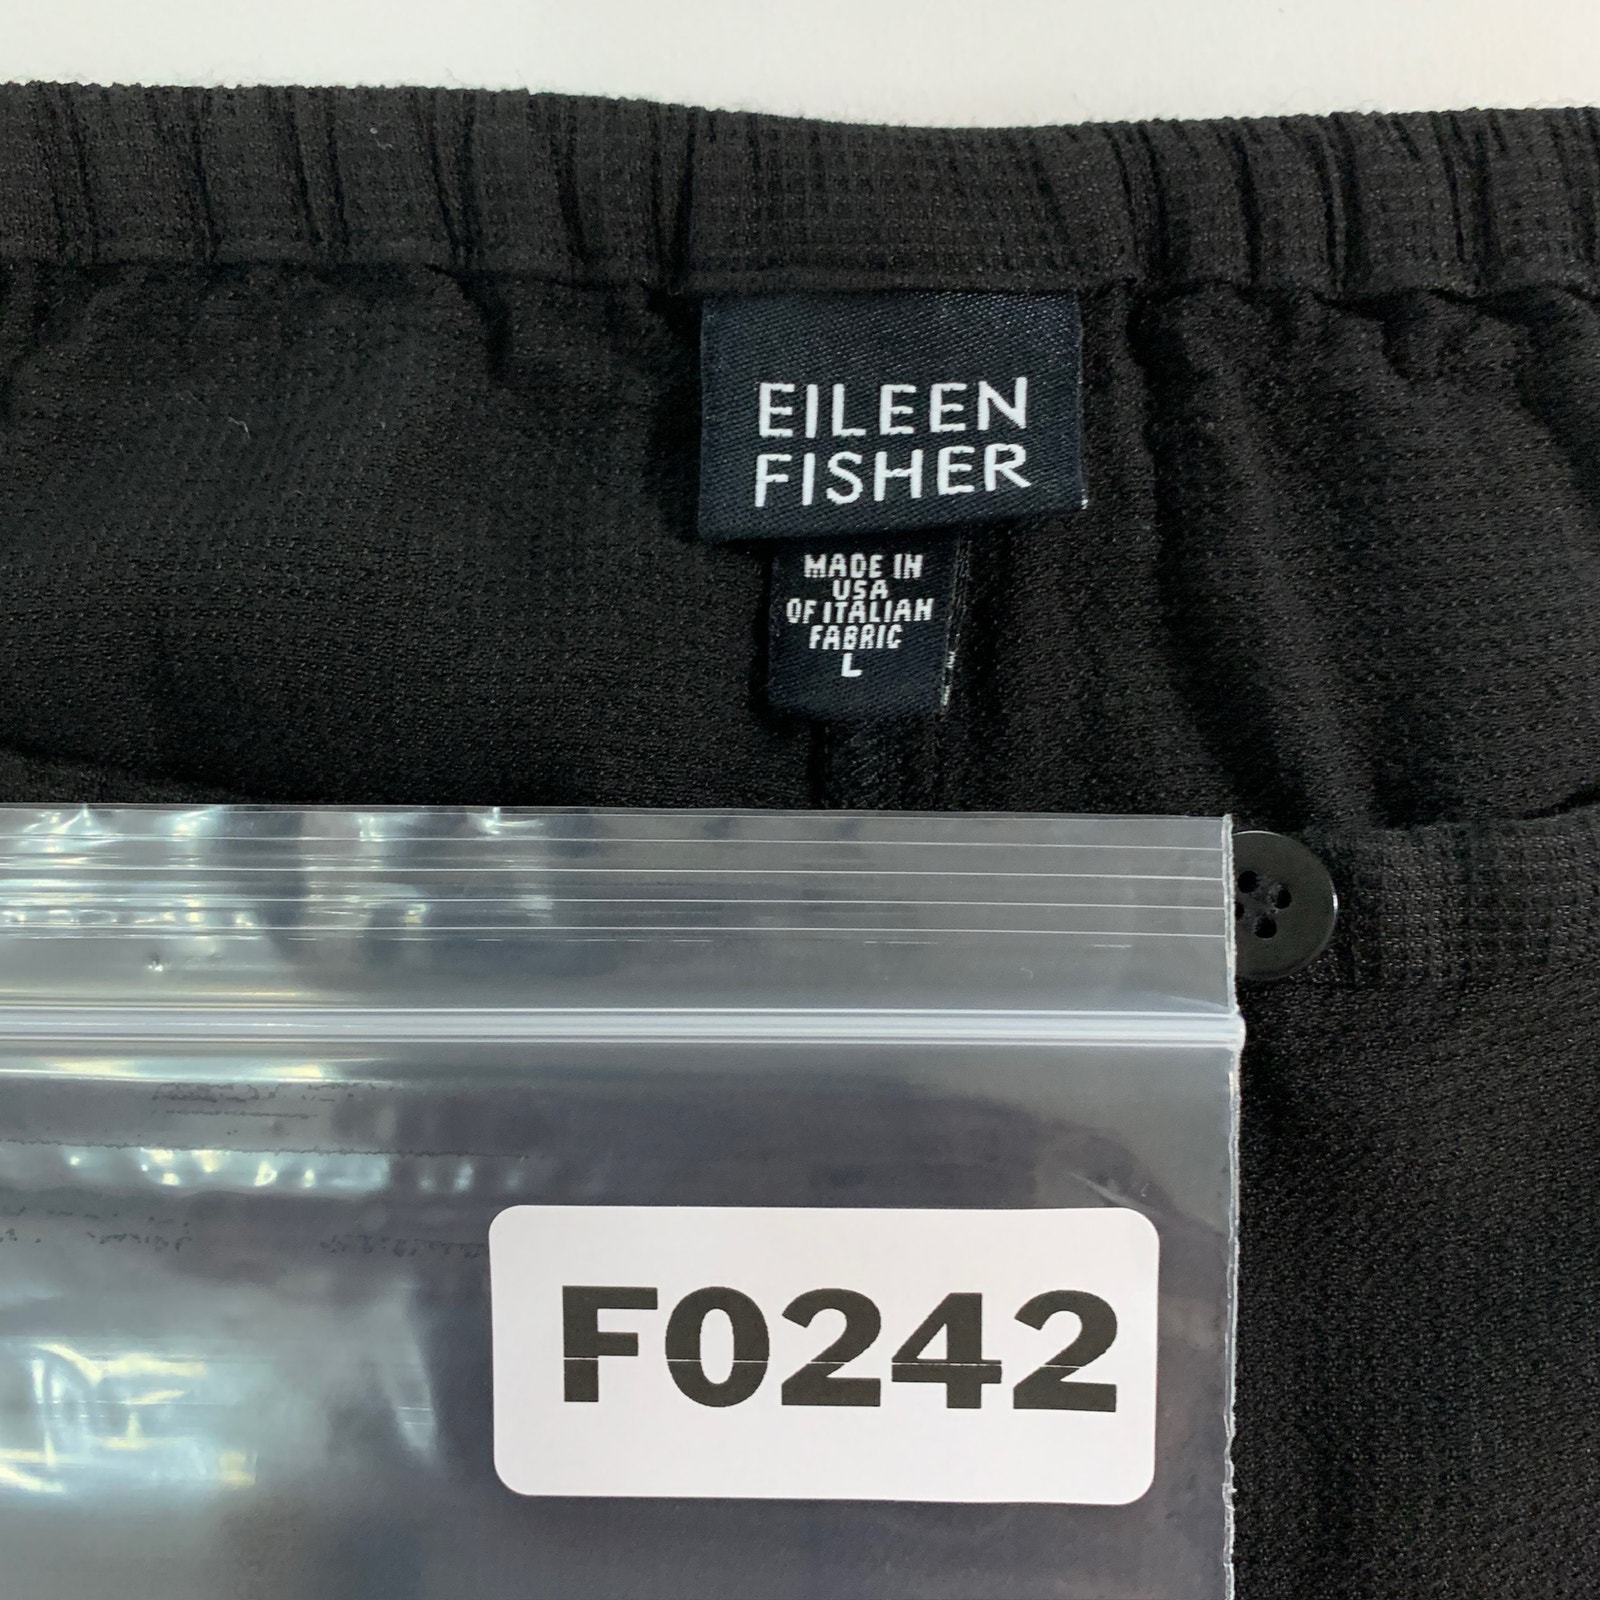 EILEEN
FISHER
MADE IN
USA
OF ITALIAN
FABRIC
L
F0242